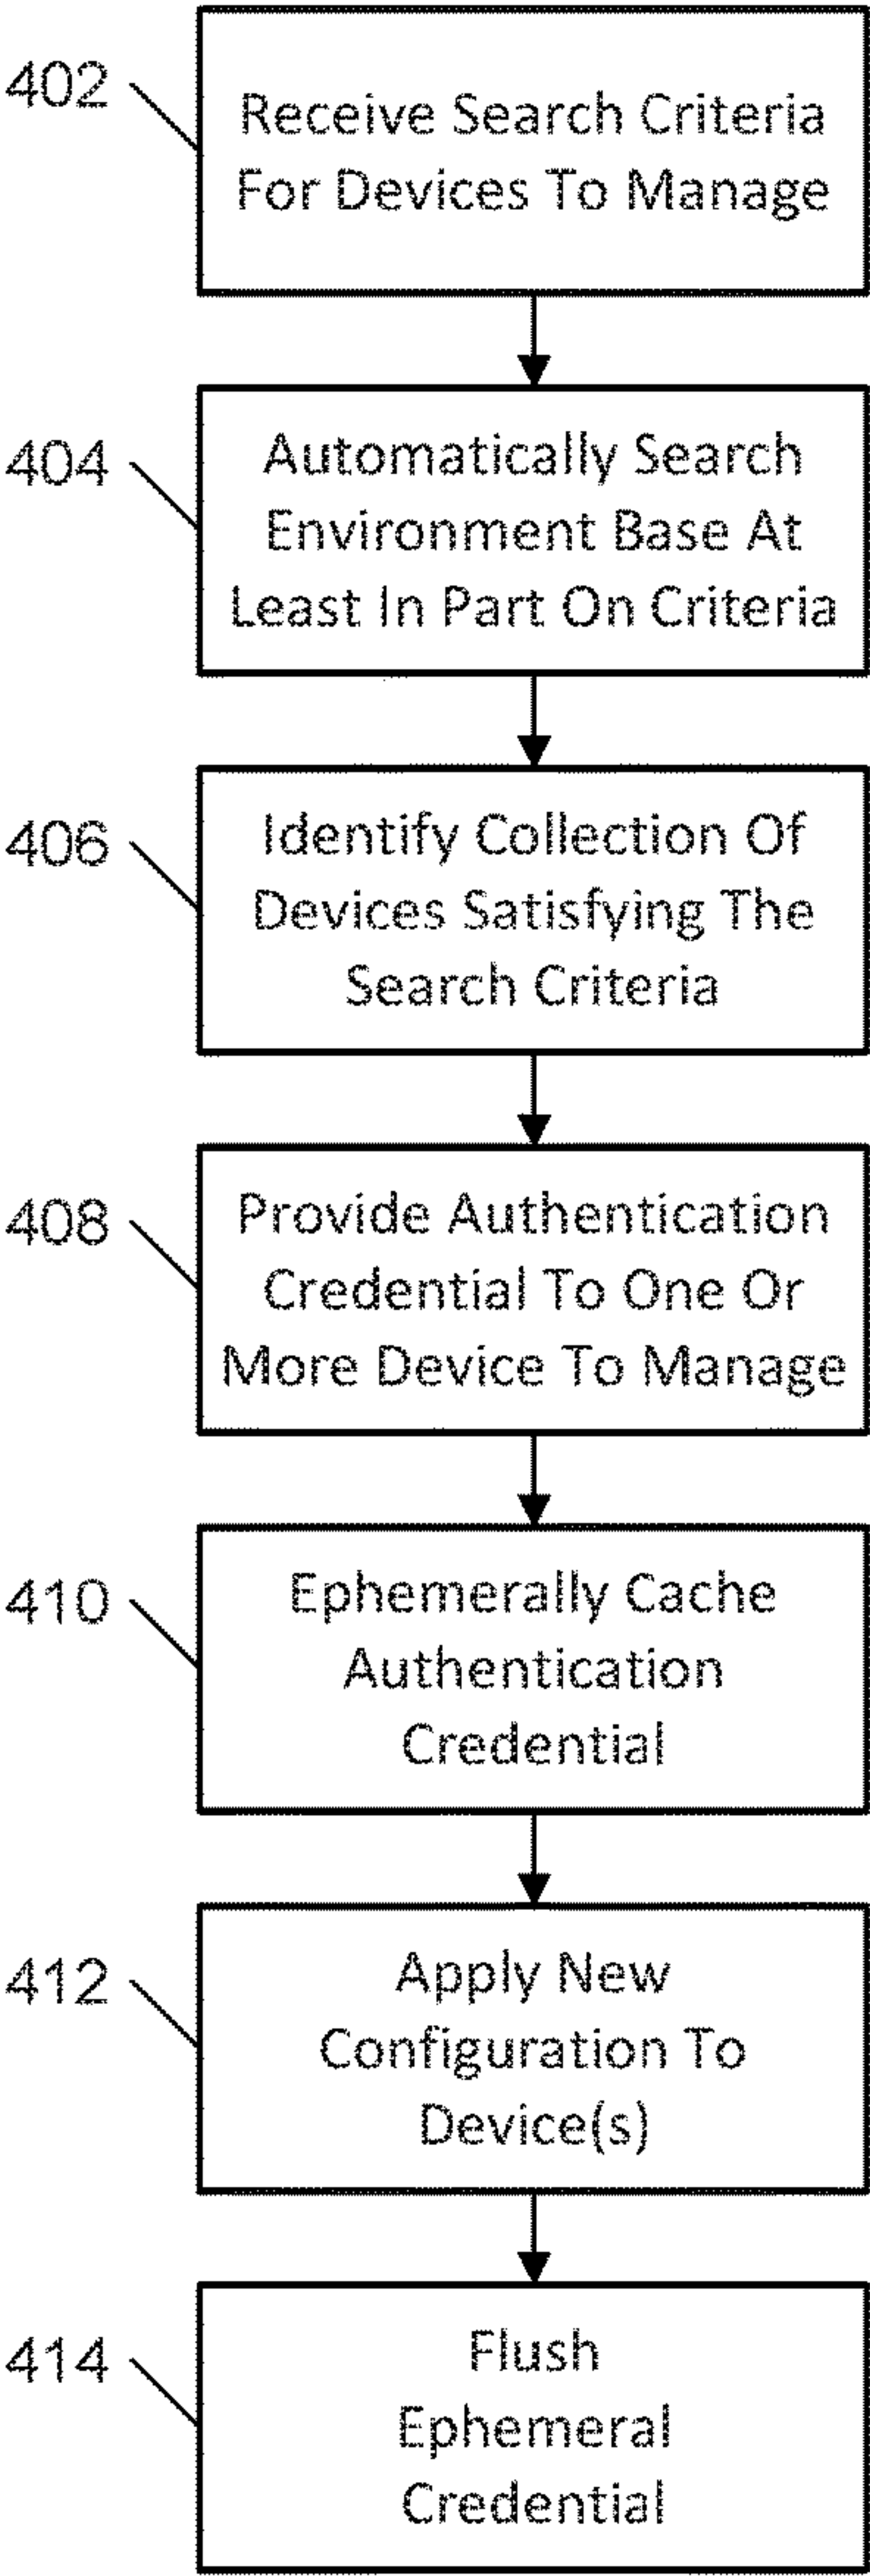 402
Receive Search Criteria
For Devices To Manage
404
Automatically Search
Environment Base At
Least In Part On Criteria
406
Identify Collection Of
Devices Satisfying The
Search Criteria
408
Provide Authentication
Credential To One Or
More Device To Manage
410
Ephemerally Cache
Authentication
Credential
412
Apply New
Configuration To
Device(s)
414
Flush
Ephemeral
Credential